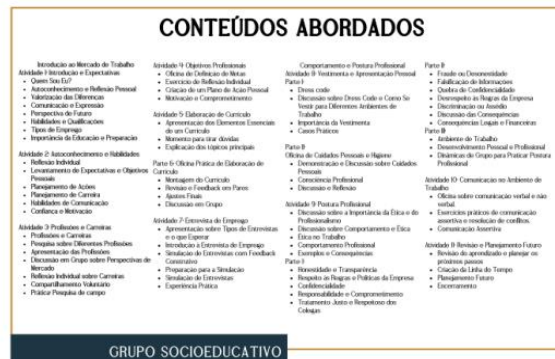 CONTEÚDOS ABORDADOS
Introdução ao Mercado de Trabalho
Atividade 1: Introdução e Expectativas
• Quem Sou Eu?
• Autoconhecimento e Reflexão Pessoal
• Valorização das Diferenças
• Comunicação e Expressão
• Perspectiva de Futuro
• Habilidades e Qualificações
• Tipos de Emprego
• Importância da Educação e Preparação
Atividade 2: Autoconhecimento e Habilidades
• Reflexão Individual
• Levantamento de Expectativas e Objetivos
Pessoais
• Planejamento de Ações
• Planejamento de Carreira
• Habilidades de Comunicação
• Confiança e Motivação
Atividade 3: Profissões e Carreiras
• Profissões e Carreiras
• Pesquisa sobre Diferentes Profissões
• Apresentação das Profissões
• Discussão em Grupo sobre Perspectivas de
Mercado
• Reflexão Individual sobre Carreiras
• Compartilhamento Voluntário
• Práticar Pesquisa de campo
Atividade 4: Objetivos Profissionais
• Oficina de Definição de Metas
• Exercício de Reflexão Individual
• Criação de um Plano de Ação Pessoal
• Motivação e Comprometimento
Atividade 5: Elaboração de Currículo
• Apresentação dos Elementos Essenciais
de um Currículo
• Momento para tirar dúvidas
• Explicação dos tópicos principais
Parte 6: Oficina Prática de Elaboração de
Currículo
• Montagem do Currículo
• Revisão e Feedback em Pares
• Ajustes Finais
• Discussão em Grupo
Atividade 7: Entrevista de Emprego
• Apresentação sobre Tipos de Entrevistas
e o que Esperar
• Introdução à Entrevista de Emprego
• Simulação de Entrevistas com Feedback
Construtivo
• Preparação para a Simulação
• Simulação de Entrevistas
• Experiência Prática
Comportamento e Postura Profissional
Atividade 8: Vestimenta e Apresentação Pessoal
Parte I:
• Dress code
• Discussão sobre Dress Code e Como Se
Vestir para Diferentes Ambientes de
Trabalho
• Importância da Vestimenta
• Casos Práticos
Parte II:
Oficina de Cuidados Pessoais e Higiene
• Demonstração e Discussão sobre Cuidados
Pessoais
• Consciência Profissional
• Discussão e Reflexão
Atividade 9: Postura Profissional
• Discussão sobre a Importância da Ética e do
Profissionalismo
• Discussão sobre Comportamento e Ética
• Ética no Trabalho
• Comportamento Profissional
• Exemplos e Consequências
Parte I:
• Honestidade e Transparência
• Respeito às Regras e Políticas da Empresa
• Confidencialidade
• Responsabilidade e Comprometimento
• Tratamento Justo e Respeitoso dos
Colegas
Parte II:
• Fraude ou Desonestidade
• Falsificação de Informações
• Quebra de Confidencialidade
• Desrespeito às Regras da Empresa
• Discriminação ou Assédio
• Discussão das Consequências
• Consequências Legais e Financeiras
Parte III:
• Ambiente de Trabalho
• Desenvolvimento Pessoal e Profissional
• Dinâmicas de Grupo para Praticar Postura
Profissional
Atividade 10: Comunicação no Ambiente de
Trabalho
• Oficina sobre comunicação verbal e não
verbal
• Exercícios práticos de comunicação
assertiva e resolução de conflitos.
• Comunicação Assertiva
Atividade 11: Revisão e Planejamento Futuro
• Revisão do aprendizado e planejar os
próximos passos
• Criação da Linha do Tempo
• Planejamento Futuro
• Encerramento
GRUPO SOCIOEDUCATIVO